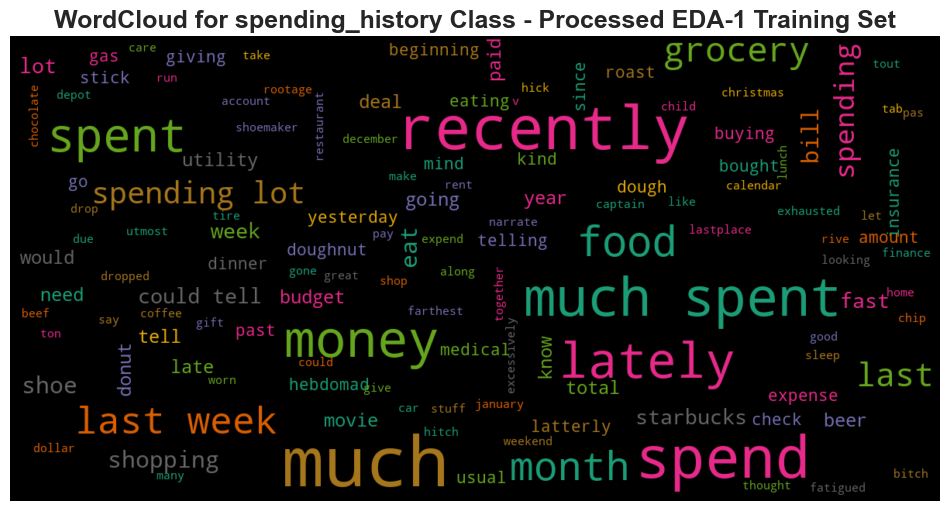 WordCloud for spending_history Class - Processed EDA-1 Training Set
lot
gas
care
giving
take
stick
run
beginning
paid
since
roast
grocery
spending
tout
chocolate
depot
account
rootage
restaurant
shoemaker
december
deal
eating
v
hick
child
christmas
tab
pas
spent
recently
buying
bill
lunch
utility
mind
kind
bought
insurance
make
rent
go
spending lot
going
year
dough
calendar
captain
like
exhausted
let
drop
tire
yesterday
narrate
lastplace
due
utmost
week
pay
expend
telling
eat
food
rive
amount
would
dinner
doughnut
looking
finance
dropped
gone
great
shop
along
together
need
could tell
budget
much spent
fast
home
beef
coffee
gift
farthest
chip
ton
say
tell
past
money
medical
excessively
know
lately
good
sleep
donut
late
could
last
shoe
worn
hebdomad
give
total
expense
last week
movie
car
stuff
january
hitch
latterly
starbucks
check
beer
dollar
weekend
shopping
many
much
usual
month
spend
thought
fatigued
bitch